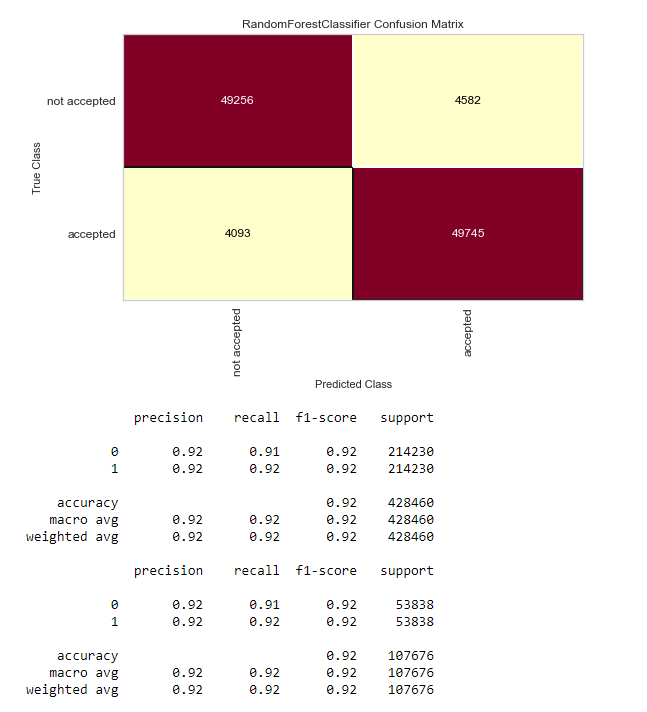 RandomForestClassifier Confusion Matrix
not accepted
49256
4582
True Class
accepted
4093
49745
not accepted
accepted
Predicted Class
precision recall f1-score support
0 0.92 0.91 0.92 214230
1 0.92 0.92 0.92 214230
accuracy 0.92 428460
macro avg 0.92 0.92 0.92 428460
weighted avg 0.92 0.92 0.92 428460
precision recall f1-score support
0 0.92 0.91 0.92 53838
1 0.92 0.92 0.92 53838
accuracy 0.92 107676
macro avg 0.92 0.92 0.92 107676
weighted avg 0.92 0.92 0.92 107676